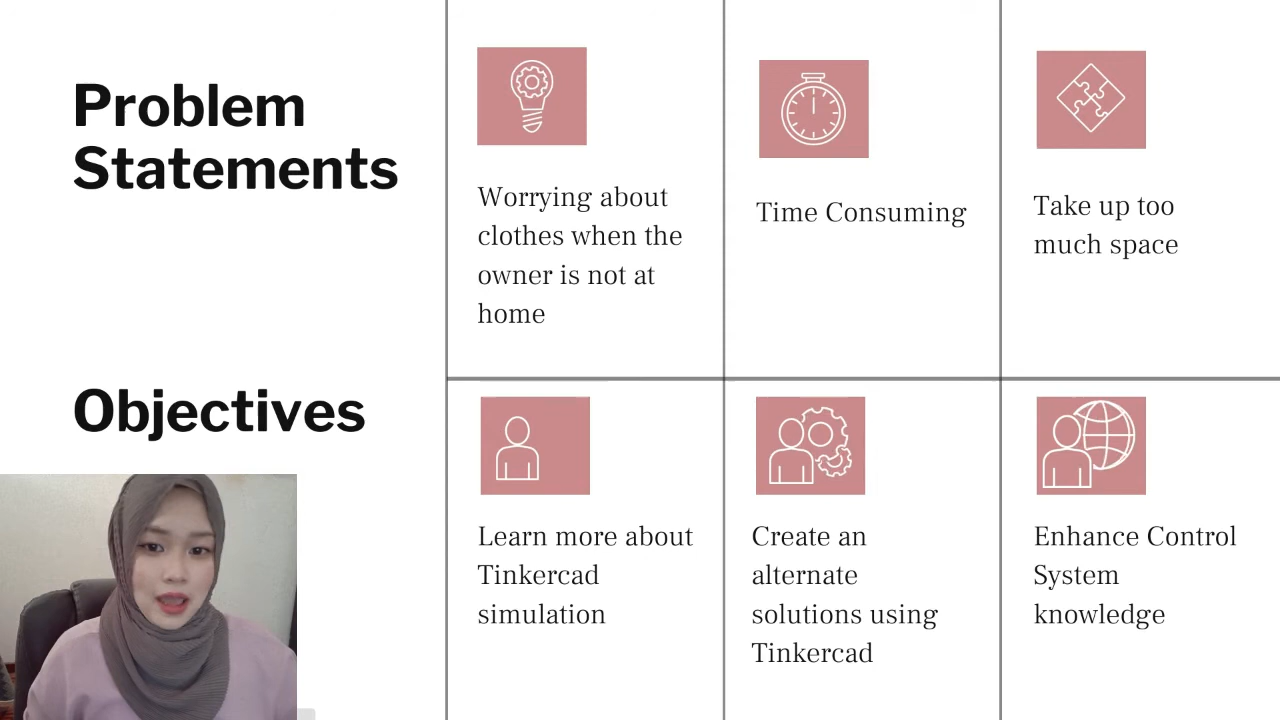 Problem
Statements
Worrying about
clothes when the
owner is not at
home
Time Consuming
Take up too
much space
Objectives
Learn more about
Tinkercad
simulation
Create an
alternate
solutions using
Tinkercad
Enhance Control
System
knowledge